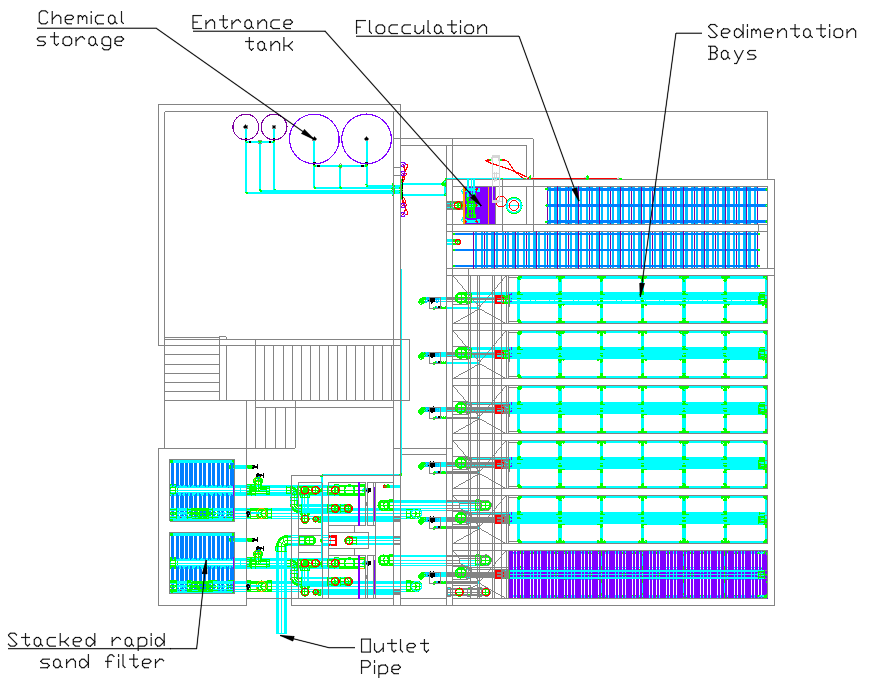 Chemical
storage
Entrance
tank
Flocculation
Sedimentation
Bays
Stacked rapid
sand filter
Outlet
Pipe